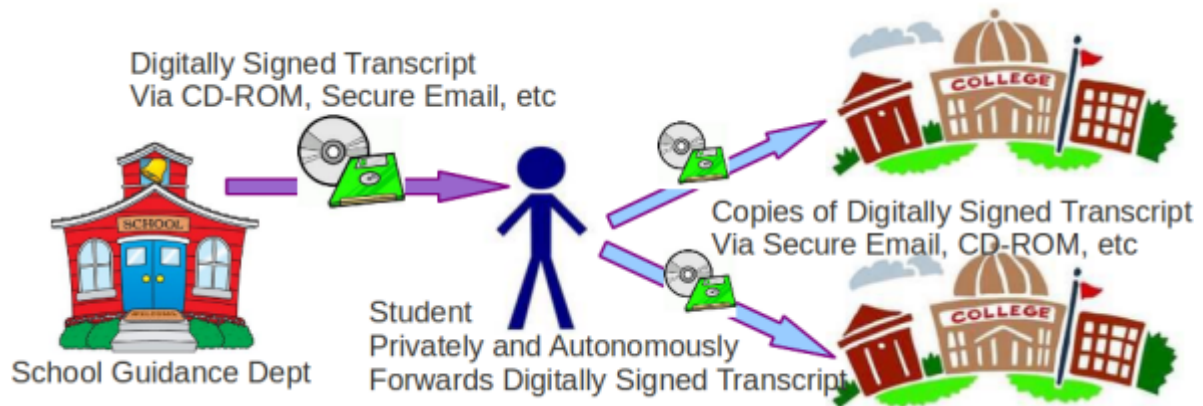 Digitally Signed Transcript
Via CD-ROM, Secure Email, etc
SCHOOL
WELCOME
School Guidance Dept
Student
Privately and Autonomously
Forwards Digitally Signed Transcript
COLLEGE
Copies of Digitally Signed Transcript
Via Secure Email, CD-ROM, etc
COLLEGE